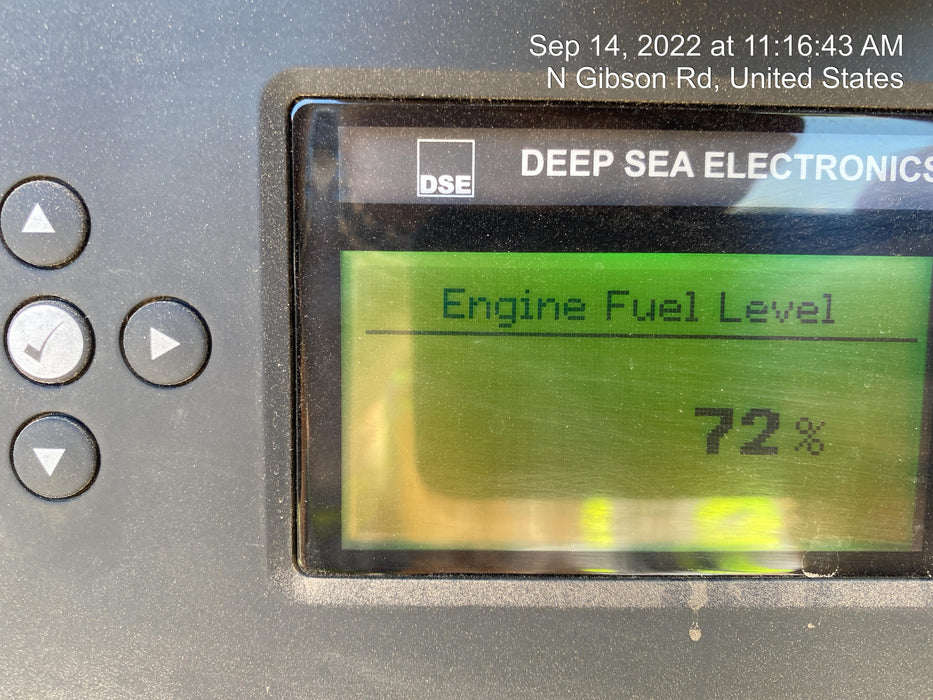 Sep 14, 2022 at 11:16:43 AM
N Gibson Rd, United States
DSE
DEEP SEA ELECTRONICS
Engine Fuel Level
72 %